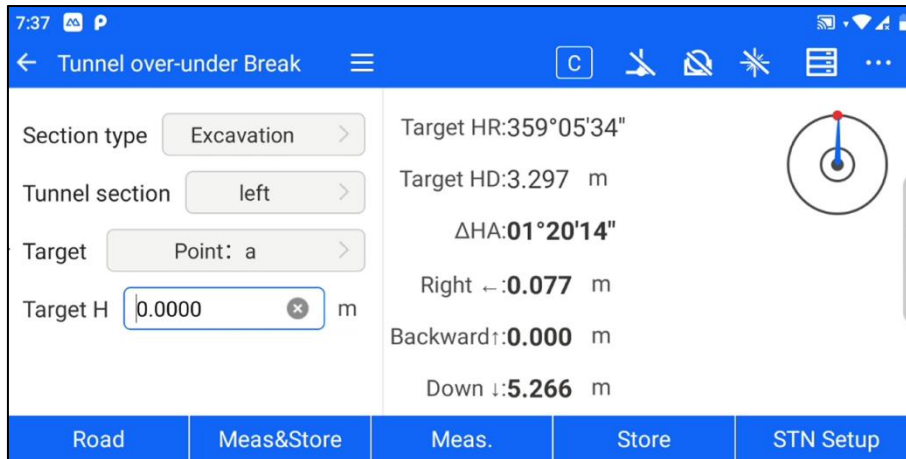 7:37
Tunnel over-under Break
C
Section type Excavation
Tunnel section left
Target Point: a
Target H 0.0000 m
Target HR:359°05'34"
Target HD:3.297 m
ΔHA:01°20'14"
Right ←:0.077 m
Backward↑:0.000 m
Down ↓:5.266 m
Road Meas&Store Meas. Store STN Setup